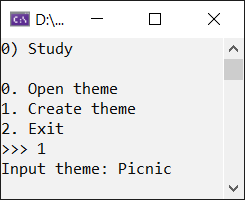 D:\...
0) Study
0. Open theme
1. Create theme
2. Exit
>>> 1
Input theme: Picnic